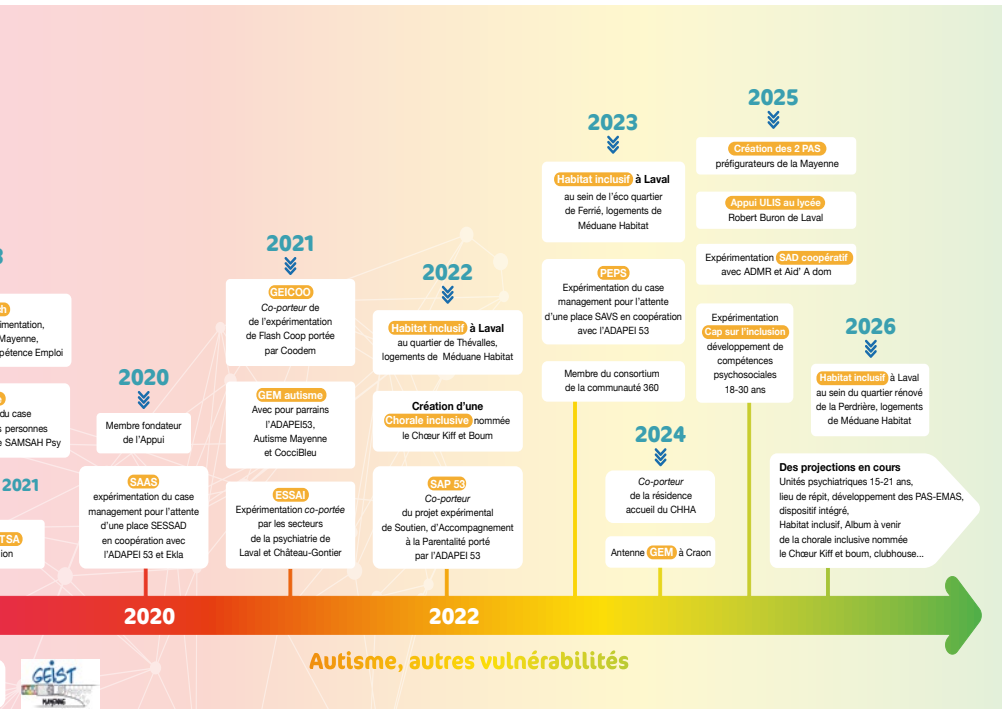 2025
Création des 2 PAS
préfigurateurs de la Mayenne
Appui ULIS au lycée
Robert Buron de Laval
Expérimentation SAD coopératif
avec ADMR et Aid' A dom
Expérimentation
Cap sur l'inclusion
développement de
compétences
psychosociales
18-30 ans
2023
Habitat inclusif à Laval
au sein de l'éco quartier
de Ferrié, logements de
Méduane Habitat
PEPS
Expérimentation du case
management pour l'attente
d'une place SAVS en coopération
avec l'ADAPEI 53
Membre du consortium
de la communauté 360
2021
GEICOO
Co-porteur de
de l'expérimentation
de Flash Coop portée
par Coodem
GEM autisme
Avec pour parrains
l'ADAPEI53,
Autisme Mayenne
et CocciBleu
ESSAI
Expérimentation co-portée
par les secteurs
de la psychiatrie de
Laval et Château-Gontier
2022
Habitat inclusif à Laval
au quartier de Thévalles,
logements de Méduane Habitat
Création d'une
Chorale inclusive nommée
le Chœur Kiff et Boum
SAP 53
Co-porteur
du projet expérimental
de Soutien, d'Accompagnement
à la Parentalité porté
par l'ADAPEI 53
2026
Habitat inclusif à Laval
au sein du quartier rénové
de la Perdrière, logements
de Méduane Habitat
2020
Membre fondateur
de l'Appui
SAAS
expérimentation du case
management pour l'attente
d'une place SESSAD
en coopération avec
l'ADAPEI 53 et Ekla
2024
Co-porteur
de la résidence
accueil du CHHA
Antenne GEM à Craon
Des projections en cours
Unités psychiatriques 15-21 ans,
lieu de répit, développement des PAS-EMAS,
dispositif intégré,
Habitat inclusif, Album à venir
de la chorale inclusive nommée
le Chœur Kiff et boum, clubhouse...
Mayenne,
Emploi
du case
personnes
SAMSAH Psy
2021
TSA
2020
2022
Autisme, autres vulnérabilités
GEIST
MAYENNE